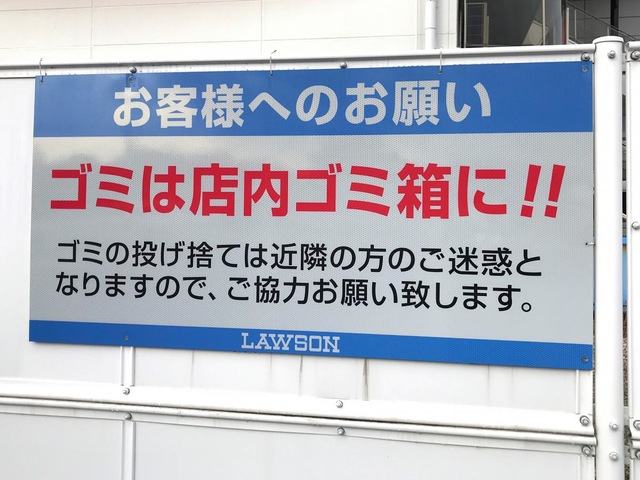 お客様へのお願い
ゴミは店内ゴミ箱に!!
ゴミの投げ捨ては近隣の方のご迷惑と
なりますので、ご協力お願い致します。
LAWSON